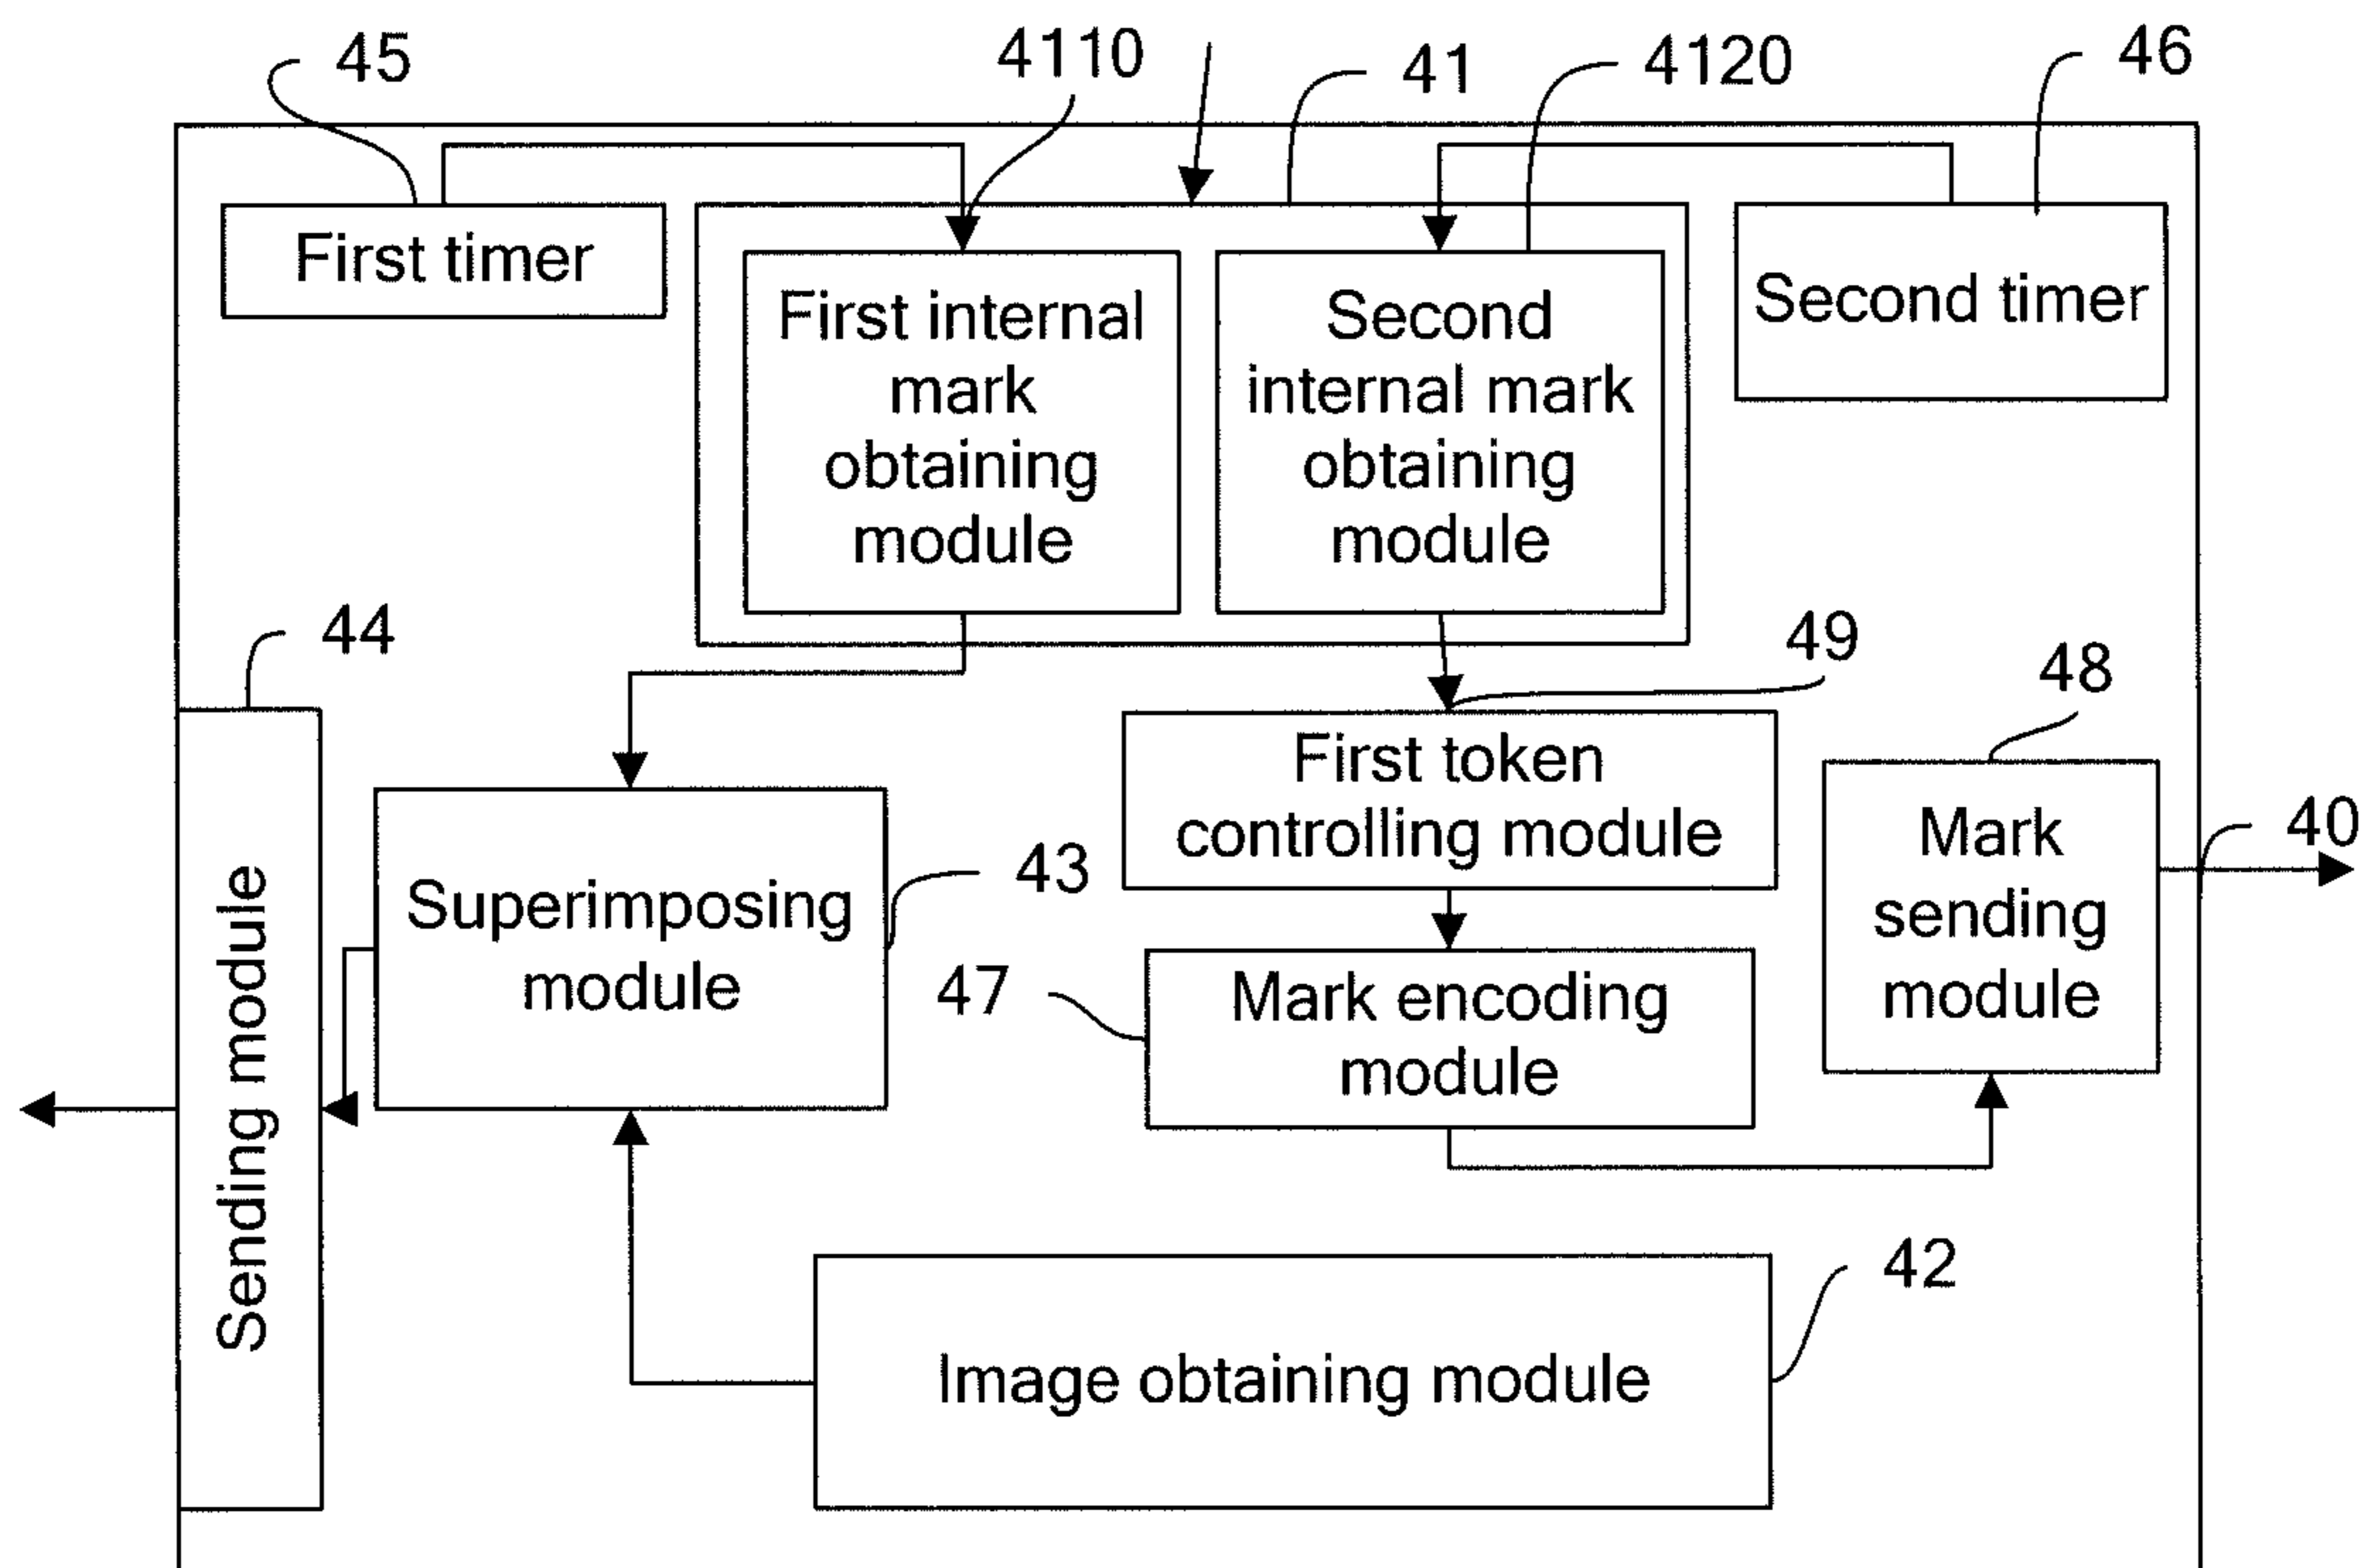 45
4110
41
4120
46
First timer
First internal
mark
obtaining
module
Second
internal mark
obtaining
module
Second timer
44
49
48
First token
controlling module
Mark
sending
module
40
Superimposing
module
43
47
Mark encoding
module
Sending module
42
Image obtaining module